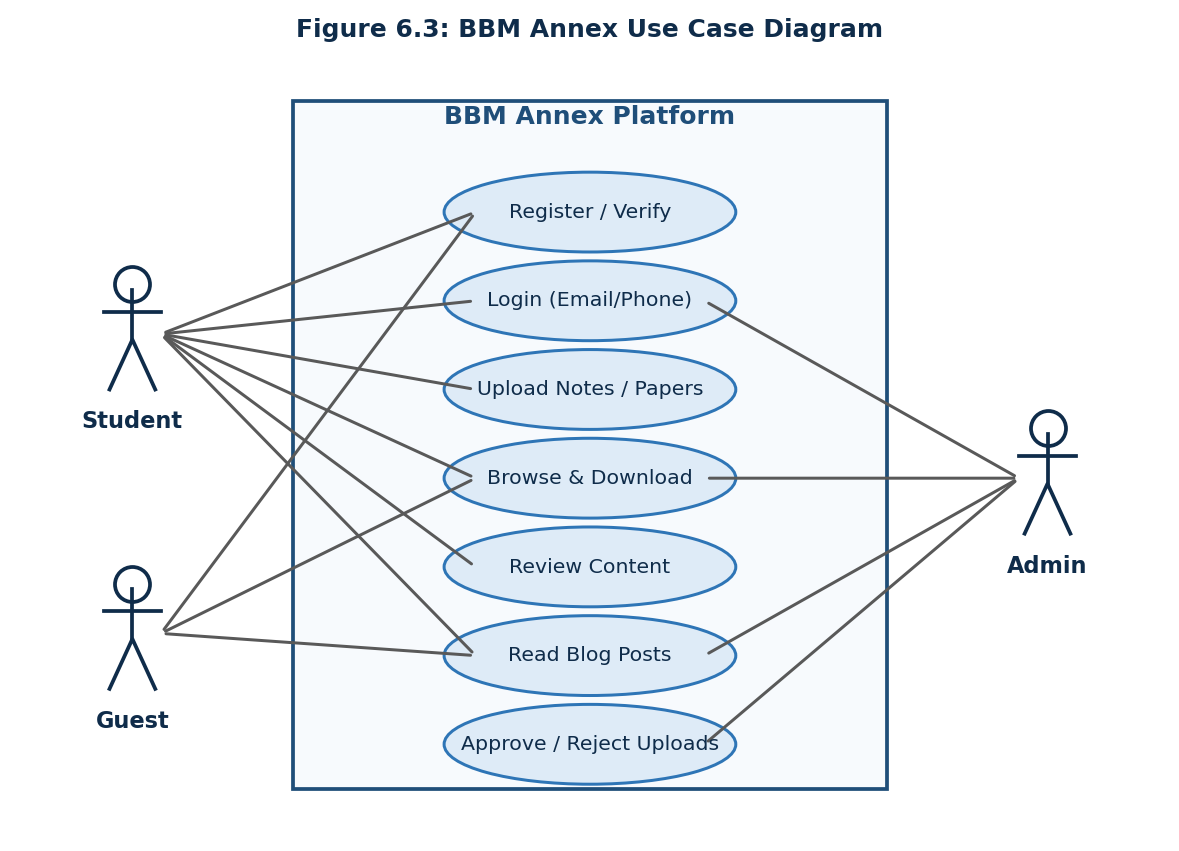 Figure 6.3: BBM Annex Use Case Diagram
BBM Annex Platform
Register / Verify
Login (Email/Phone)
Upload Notes / Papers
Browse & Download
Review Content
Read Blog Posts
Approve / Reject Uploads
Student
Guest
Admin